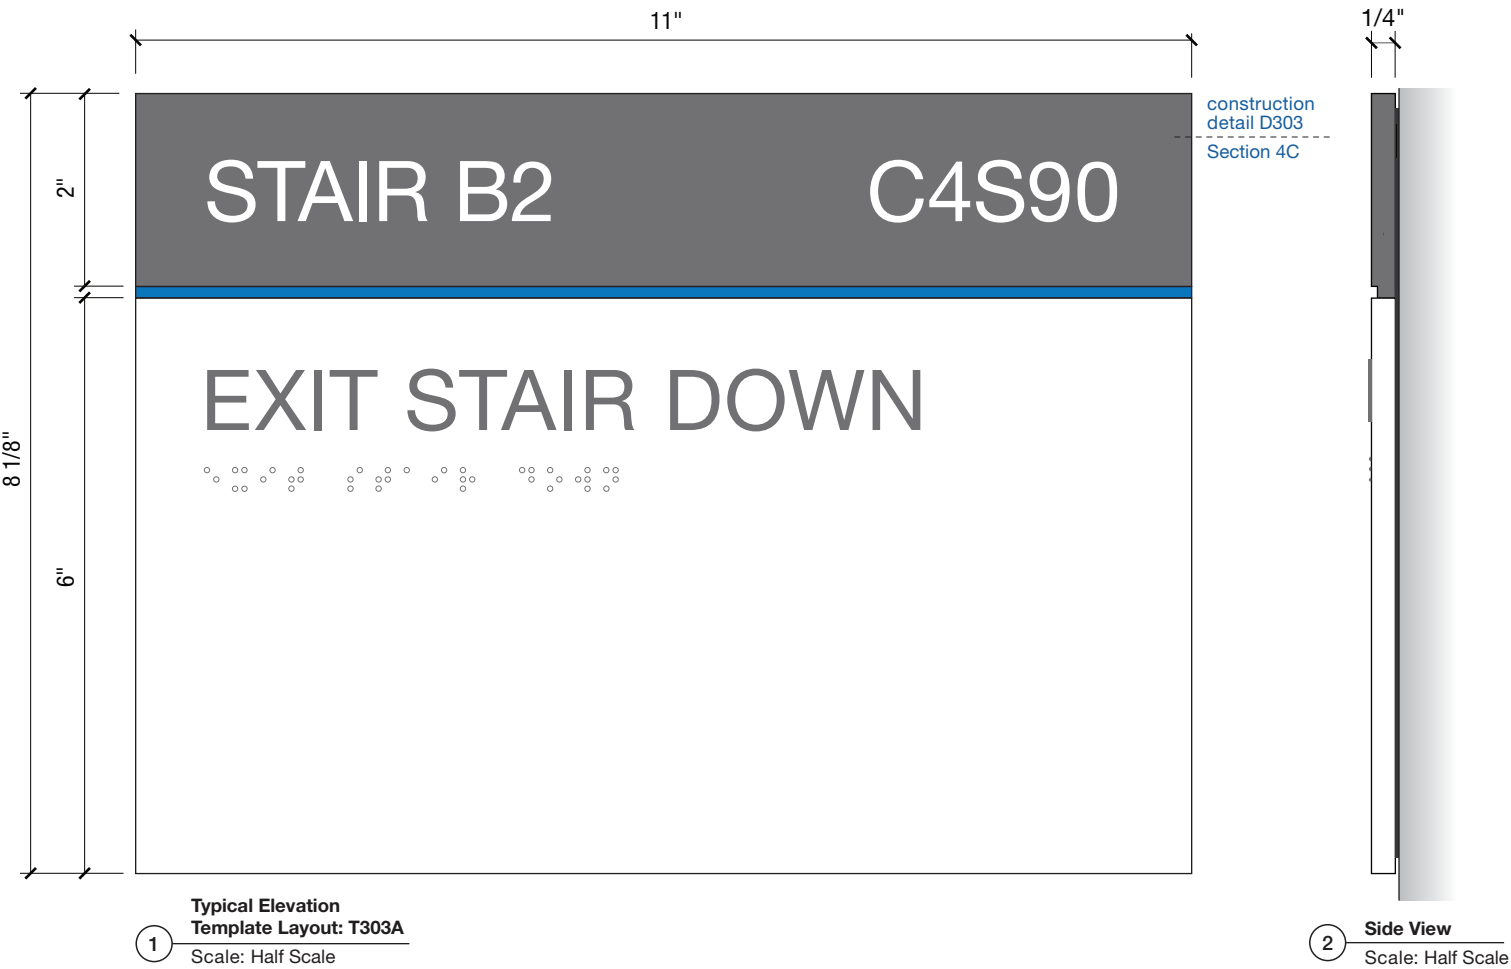 11"
1/4"
construction
detail D303
Section 4C
2"
STAIR B2 C4S90
EXIT STAIR DOWN
⠑⠭⠊⠞ ⠎⠞⠁⠊⠗ ⠙⠕⠺⠝
8 1/8"
6"
Typical Elevation
Template Layout: T303A
1
Scale: Half Scale
Side View
2
Scale: Half Scale